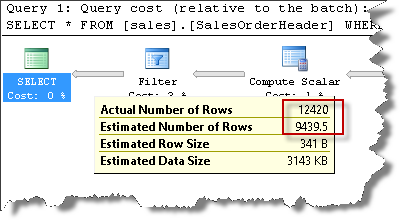 Query 1: Query cost (relative to the batch):
SELECT * FROM [sales].[SalesOrderHeader] WHER
SELECT
Cost: 0 %
Filter
Cost: 3 %
Compute Scalar
Cost: 1 %
Actual Number of Rows 12420
Estimated Number of Rows 9439.5
Estimated Row Size 341 B
Estimated Data Size 3143 KB